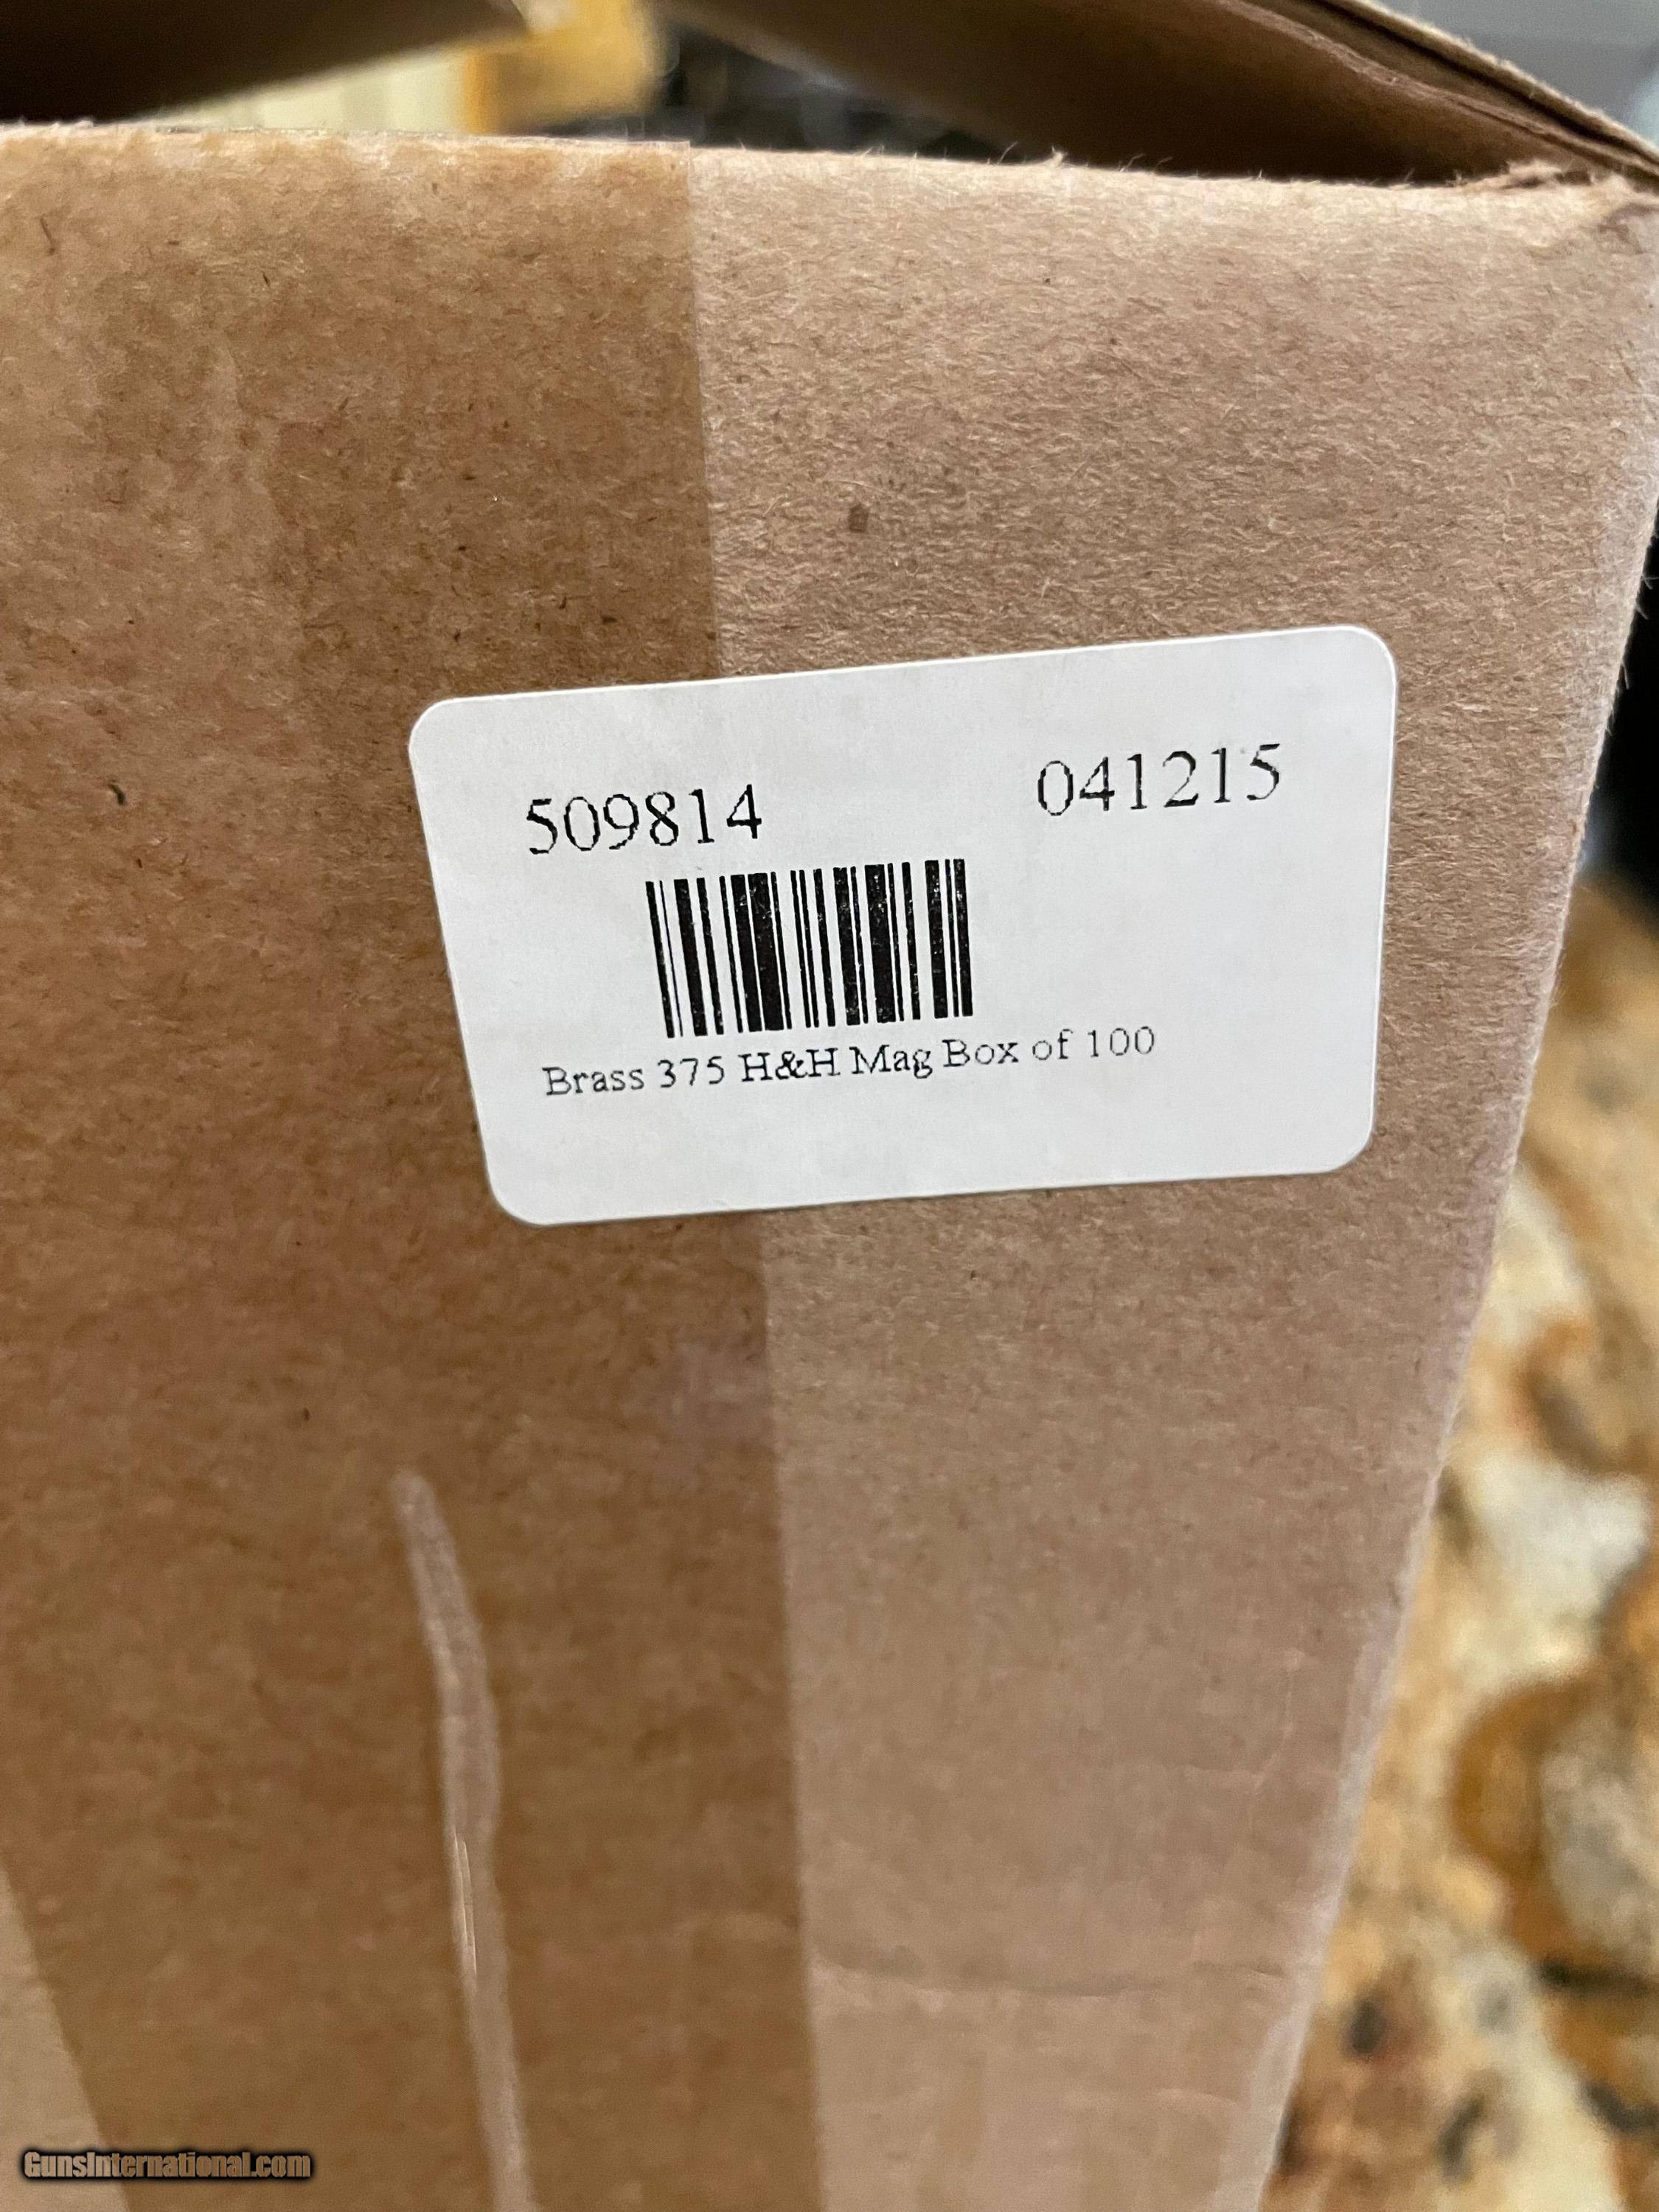 509814 041215
Brass 375 H&H Mag Box of 100
GunsInternational.com